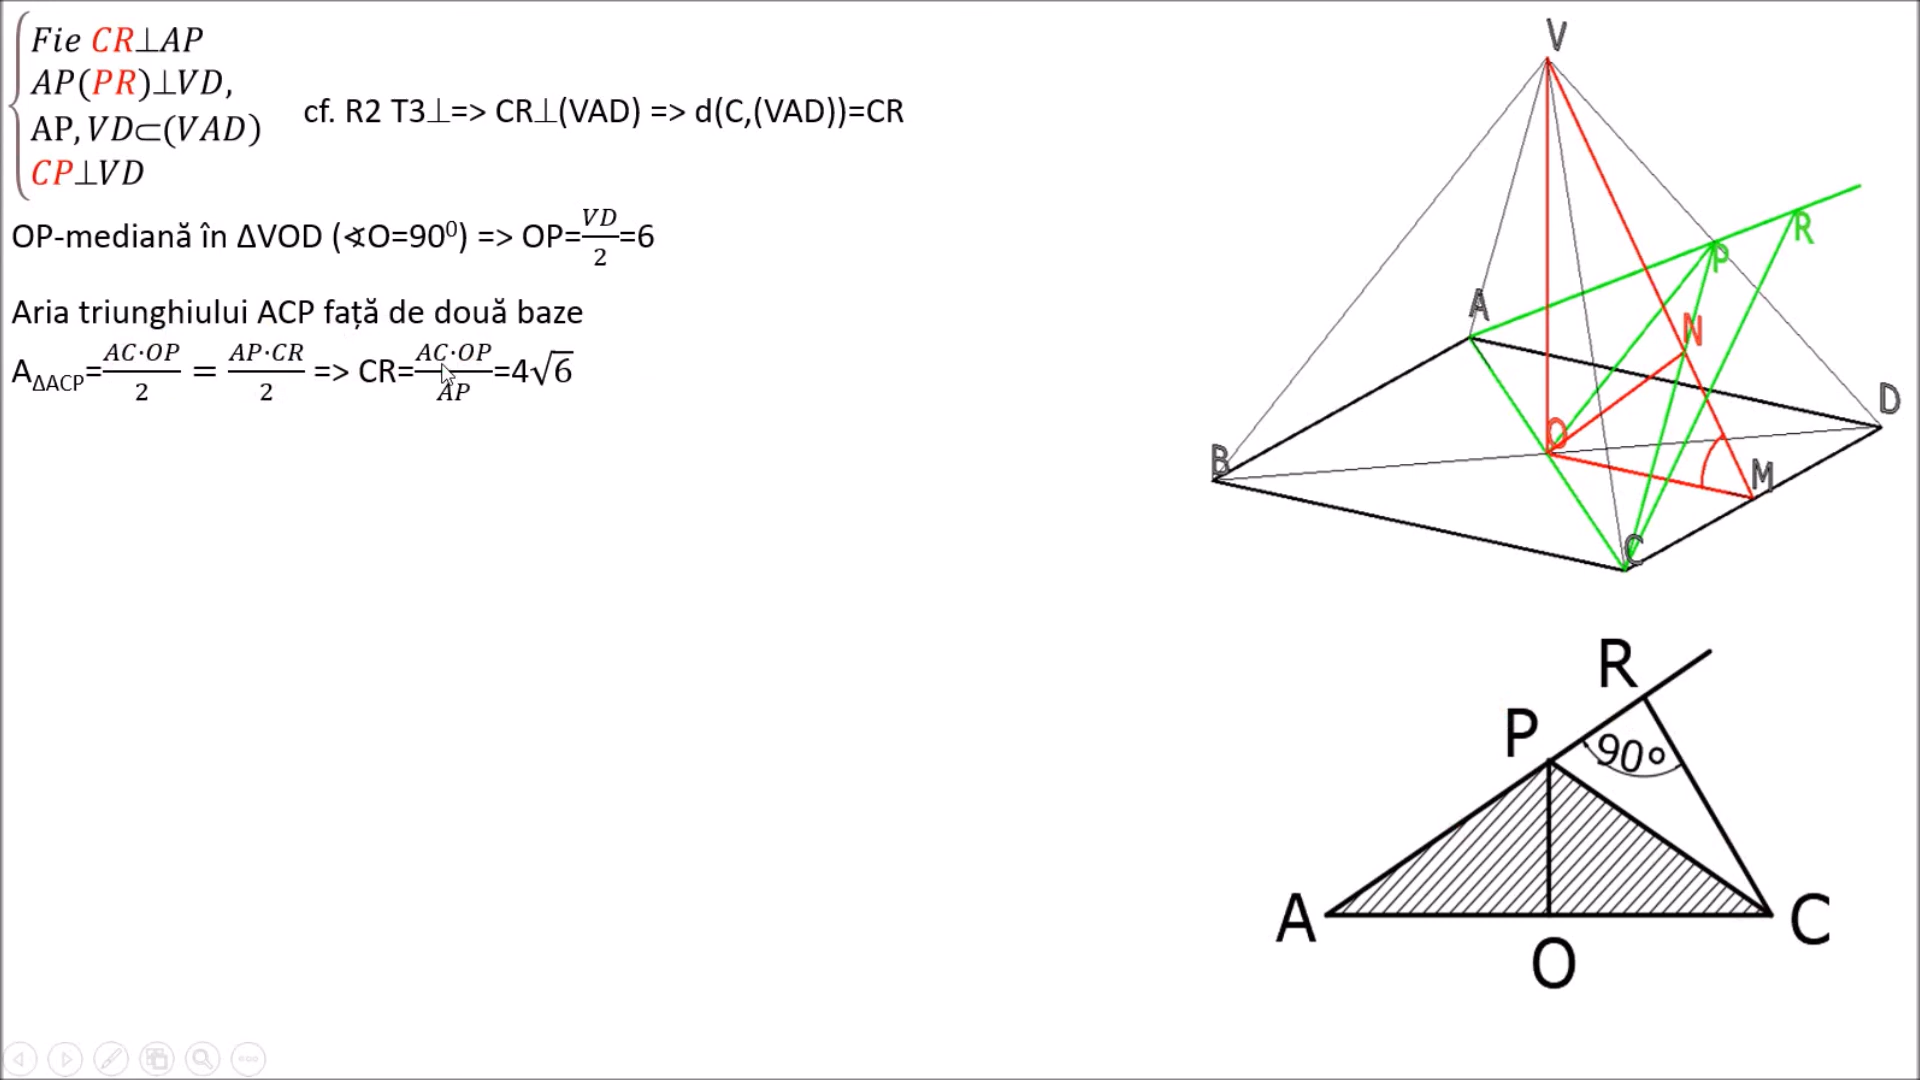 Fie CR⊥AP
AP(PR)⊥VD,
AP,VD⊂(VAD)
CP⊥VD
cf. R2 T3⊥=> CR⊥(VAD) => d(C,(VAD))=CR
OP-mediană în ΔVOD (∢O=90⁰) => OP=VD/2=6
Aria triunghiului ACP față de două baze
A_ΔACP=AC·OP/2 = AP·CR/2 => CR=AC·OP/AP=4√6
V
R
P
A
N
D
O
B
M
C
R
P
90°
A
C
O